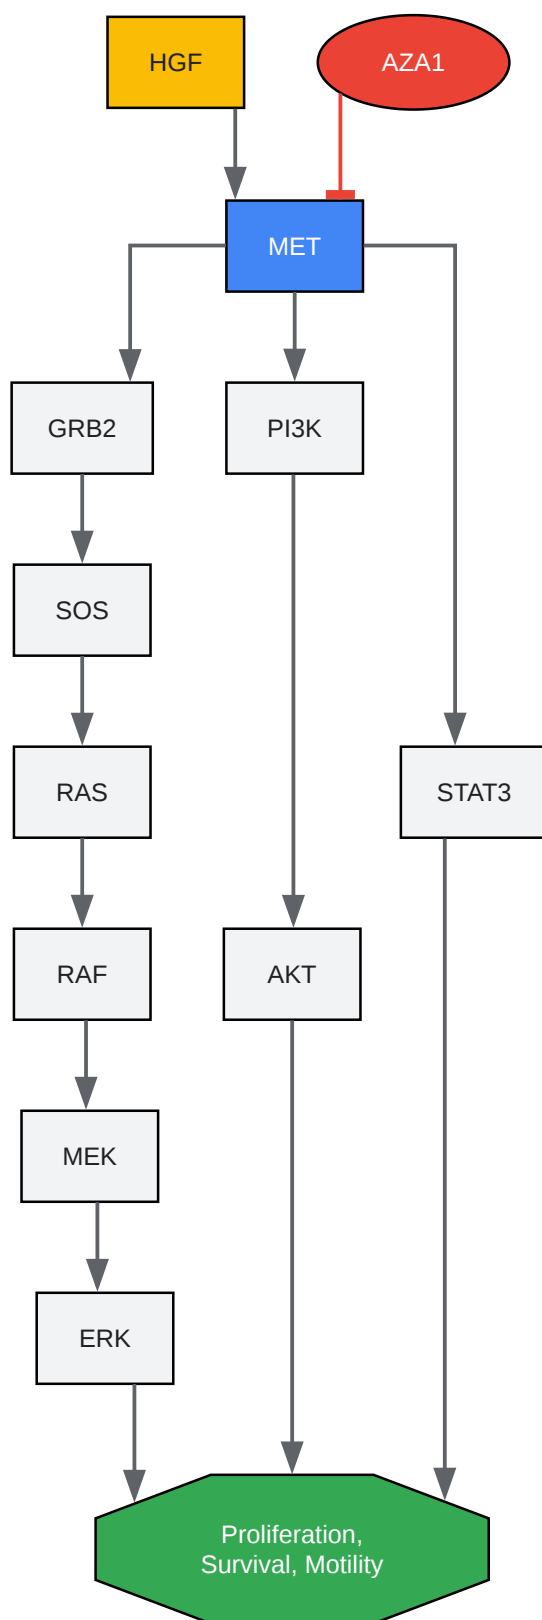 HGF
AZA1
MET
GRB2
PI3K
SOS
RAS
STAT3
RAF
AKT
MEK
ERK
Proliferation,
Survival, Motility